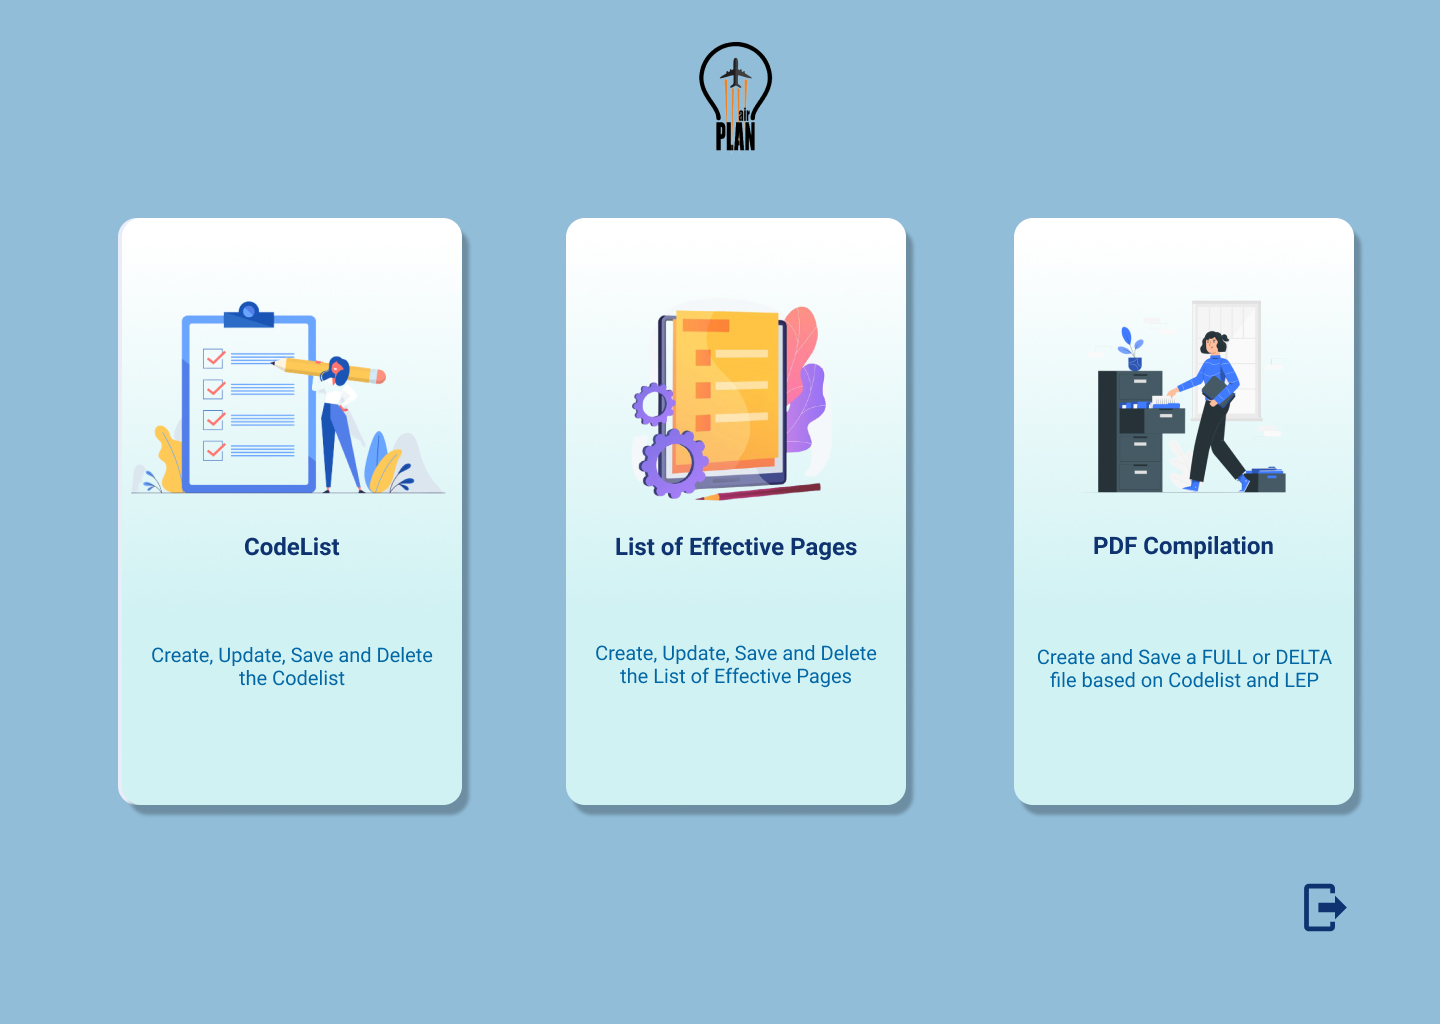 air
PLAN
CodeList
Create, Update, Save and Delete
the Codelist
List of Effective Pages
Create, Update, Save and Delete
the List of Effective Pages
PDF Compilation
Create and Save a FULL or DELTA
file based on Codelist and LEP